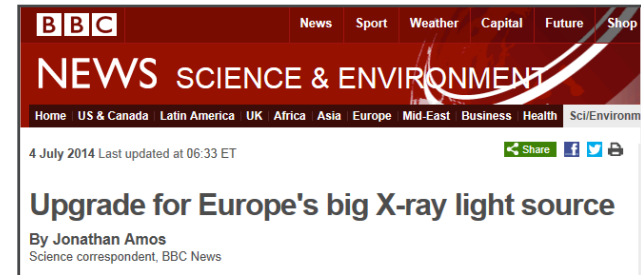 BBC News Sport Weather Capital Future Shop
NEWS SCIENCE & ENVIRONMENT
Home US & Canada Latin America UK Africa Asia Europe Mid-East Business Health Sci/Environm
4 July 2014 Last updated at 06:33 ET Share f
Upgrade for Europe's big X-ray light source
By Jonathan Amos
Science correspondent, BBC News